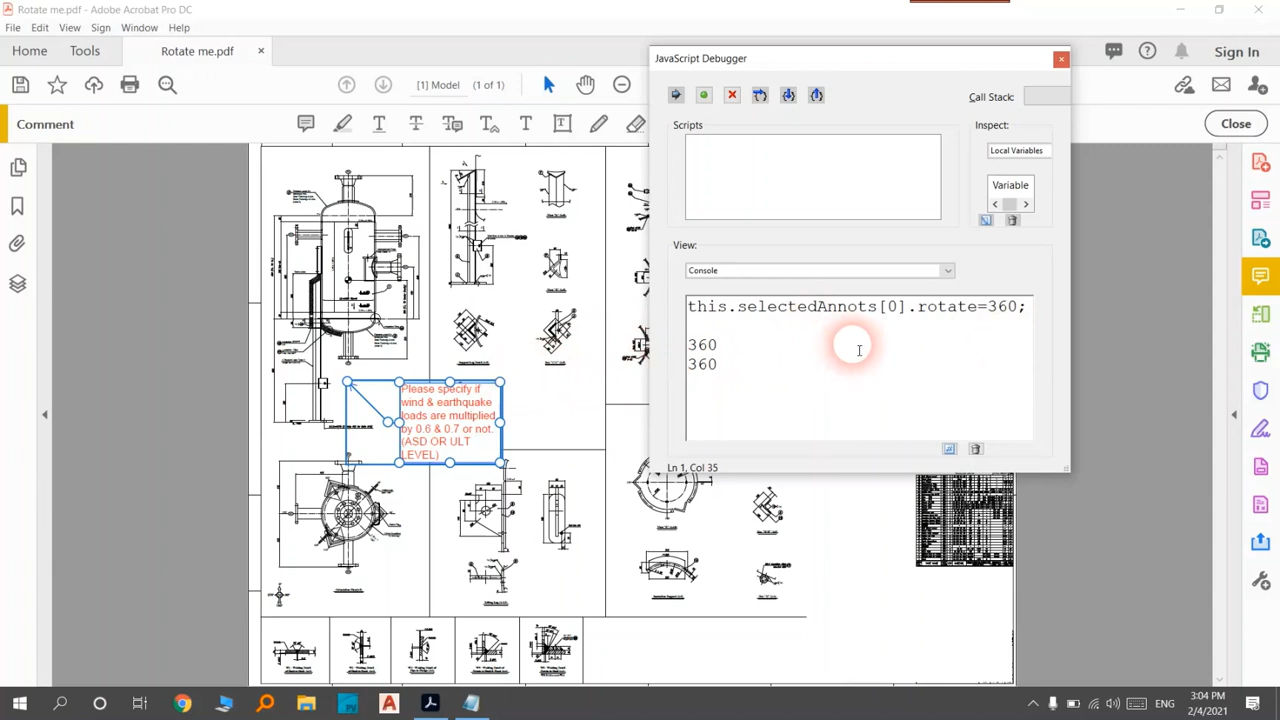 Rotate me.pdf - Adobe Acrobat Pro DC
File Edit View Sign Window Help
Home Tools Rotate me.pdf × Sign In
[1] Model (1 of 1)
Comment Close
JavaScript Debugger
Call Stack:
Scripts
Inspect:
Local Variables
Variable
View:
Console
this.selectedAnnots[0].rotate=360;
360
360
Ln 1, Col 35
Please specify if
wind & earthquake
loads are multiplied
by 0.6 & 0.7 or not.
(ASD OR ULT
LEVEL)
ENG
3:04 PM
2/4/2021